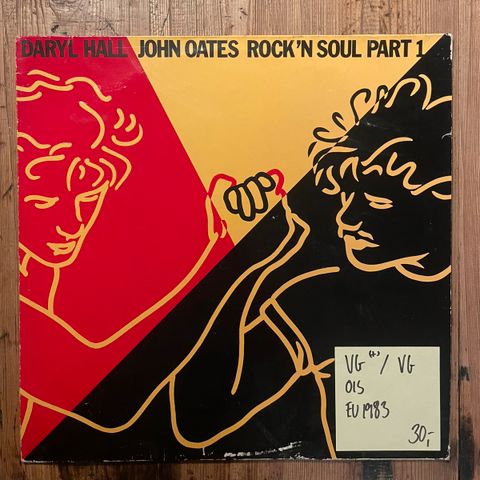 DARYL HALL JOHN OATES ROCK'N SOUL PART 1
VG (+) / VG
OIS
EU 1983
30,-